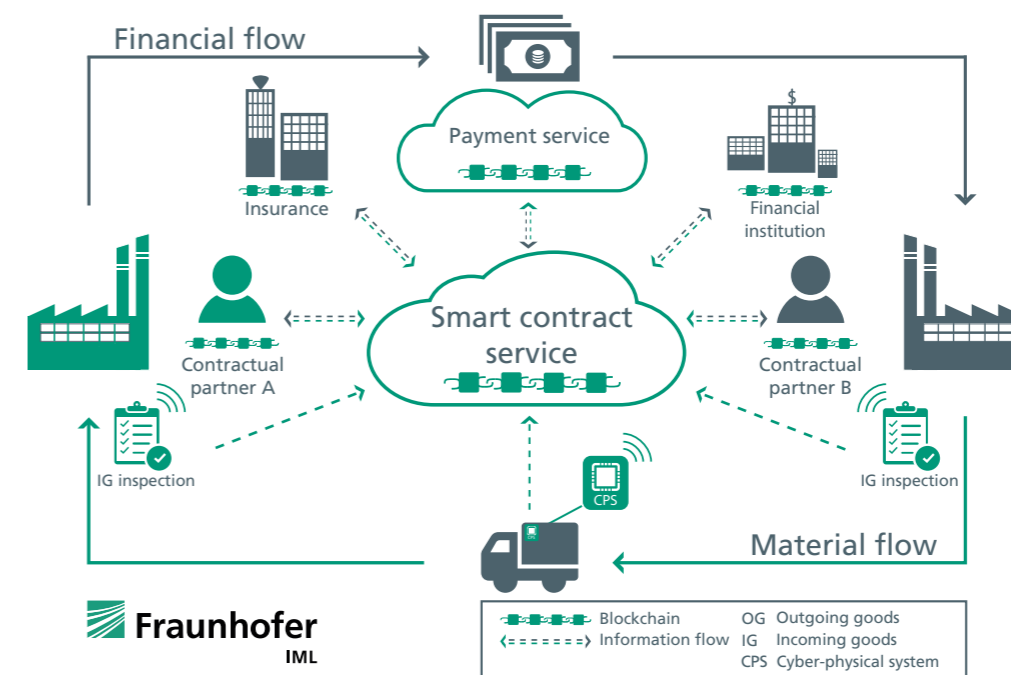 Financial flow
Payment service
Insurance
$
Financial
institution
Smart contract
service
Contractual
partner A
Contractual
partner B
IG inspection
IG inspection
CPS
CPS
Material flow
Fraunhofer
IML
Blockchain
Information flow
OG Outgoing goods
IG Incoming goods
CPS Cyber-physical system